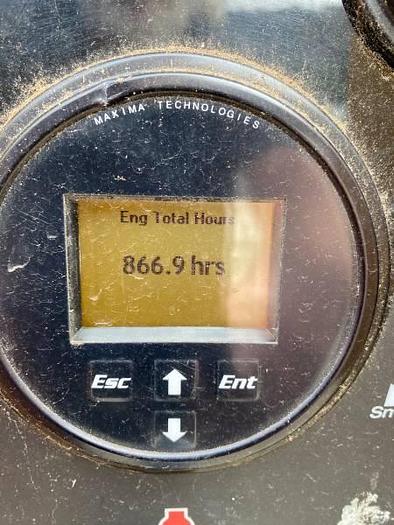 MAXIMA TECHNOLOGIES
Eng Total Hours
866.9 hrs
Esc
Ent